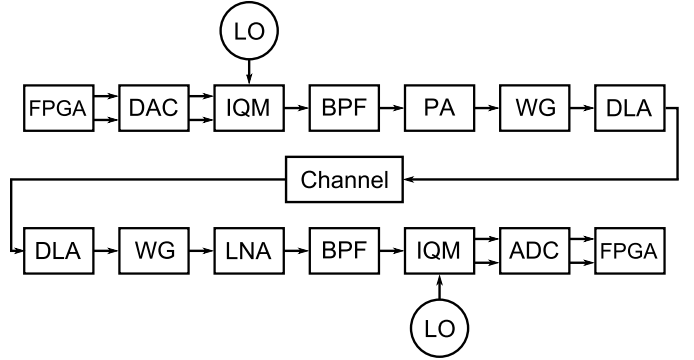 LO
FPGA
DAC
IQM
BPF
PA
WG
DLA
Channel
DLA
WG
LNA
BPF
IQM
ADC
FPGA
LO